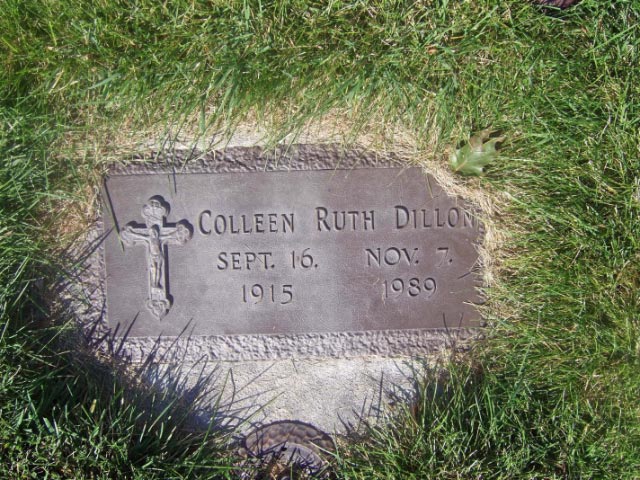 Colleen Ruth Dillon
Sept. 16. Nov. 7.
1915 1989